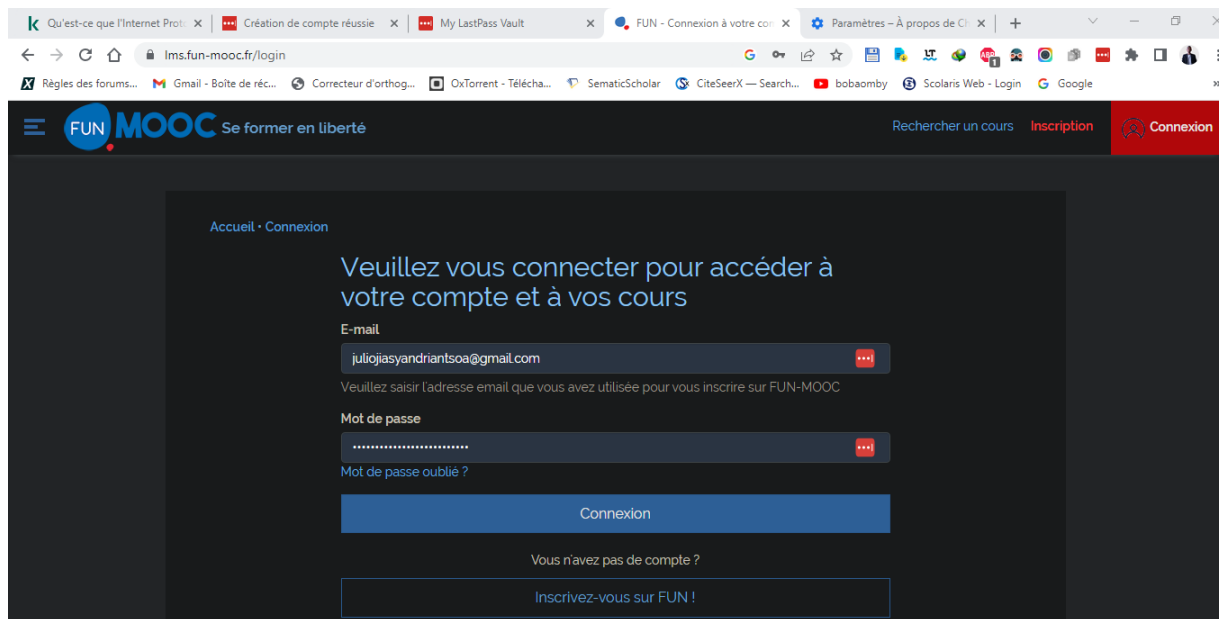 Qu'est-ce que l'Internet Proto
Création de compte réussie
My LastPass Vault
FUN - Connexion à votre con
Paramètres – À propos de Ch
lms.fun-mooc.fr/login
Règles des forums...
Gmail - Boîte de réc...
Correcteur d'orthog...
OxTorrent - Télécha...
SematicScholar
CiteSeerX — Search...
bobaomby
Scolaris Web - Login
Google
FUN MOOC Se former en liberté
Rechercher un cours
Inscription
Connexion
Accueil · Connexion
Veuillez vous connecter pour accéder à
votre compte et à vos cours
E-mail
juliojiasyandriantsoa@gmail.com
Veuillez saisir l'adresse email que vous avez utilisée pour vous inscrire sur FUN-MOOC
Mot de passe
Mot de passe oublié ?
Connexion
Vous n'avez pas de compte ?
Inscrivez-vous sur FUN !